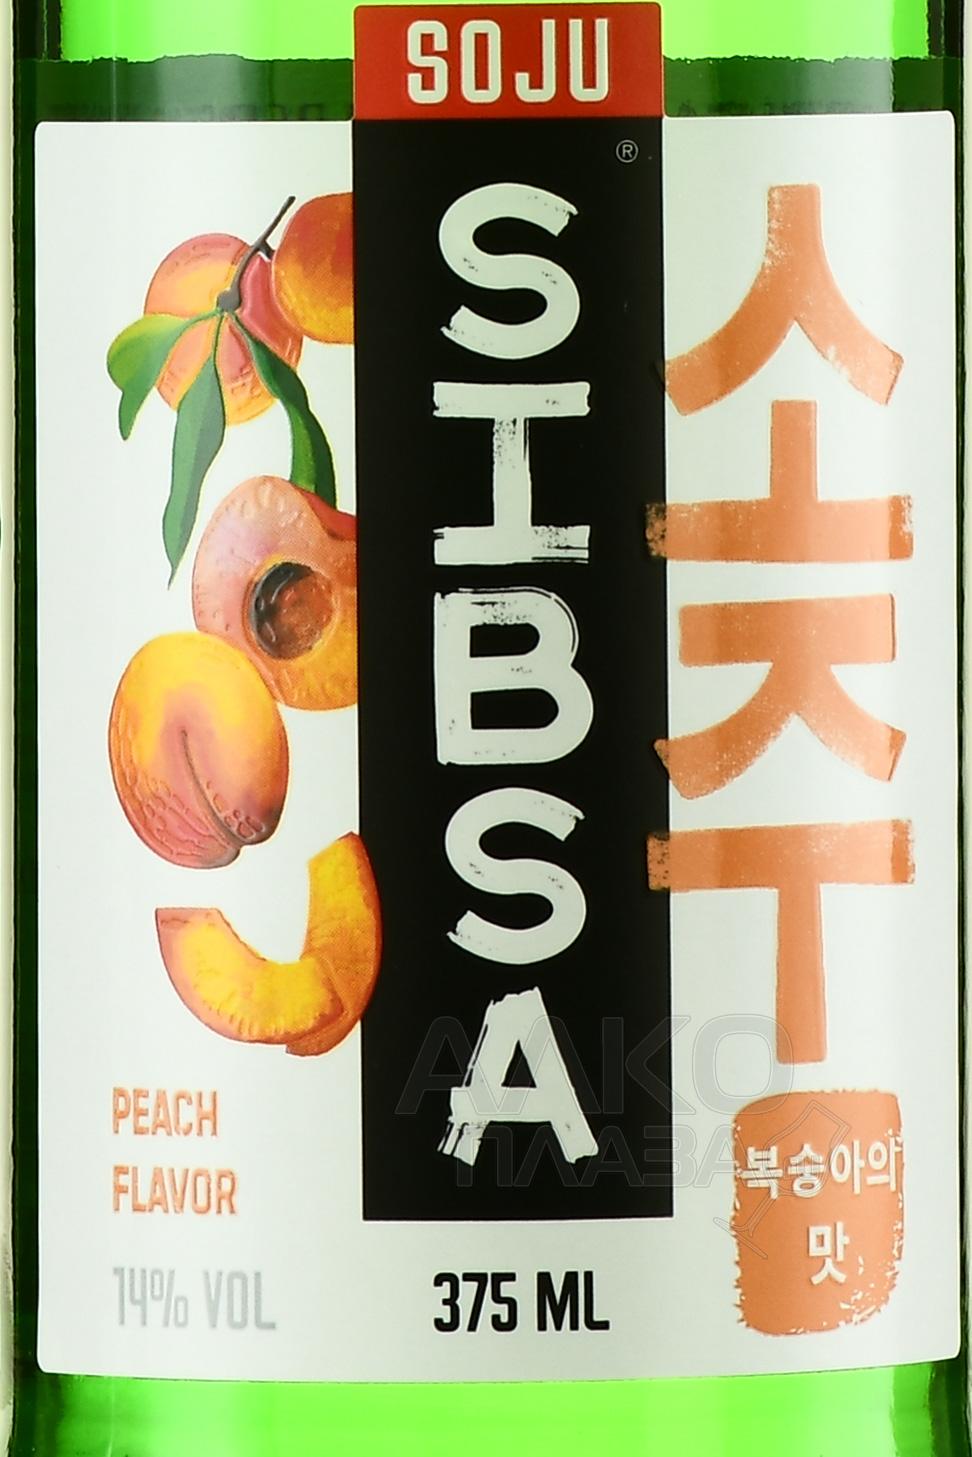 SOJU
®
SIBSA
소주
PEACH
FLAVOR
14% VOL
375 ML
복숭아의
맛
АЛКО
ПЛАЗА